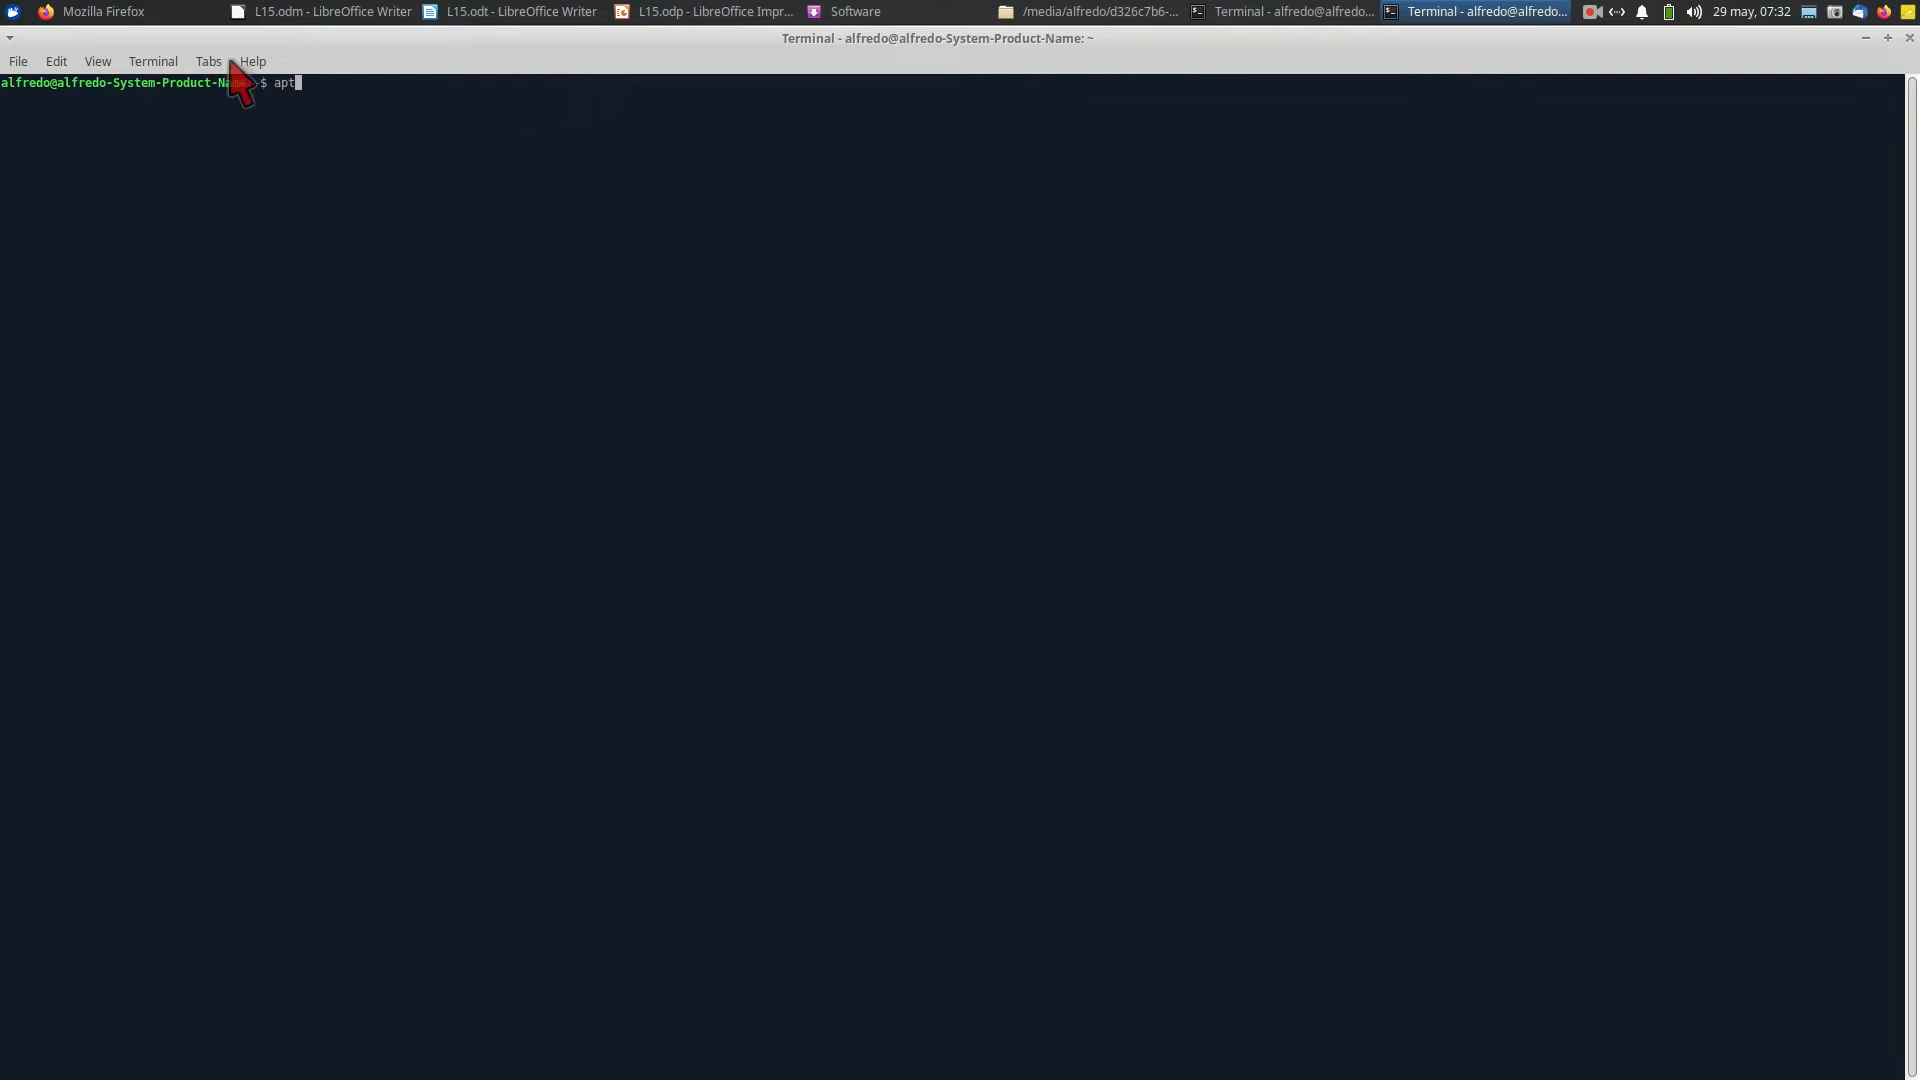 Mozilla Firefox
L15.odm - LibreOffice Writer
L15.odt - LibreOffice Writer
L15.odp - LibreOffice Impr...
Software
/media/alfredo/d326c7b6-...
Terminal - alfredo@alfredo...
Terminal - alfredo@alfredo...
29 may, 07:32
Terminal - alfredo@alfredo-System-Product-Name: ~
File Edit View Terminal Tabs Help
alfredo@alfredo-System-Product- $ apt